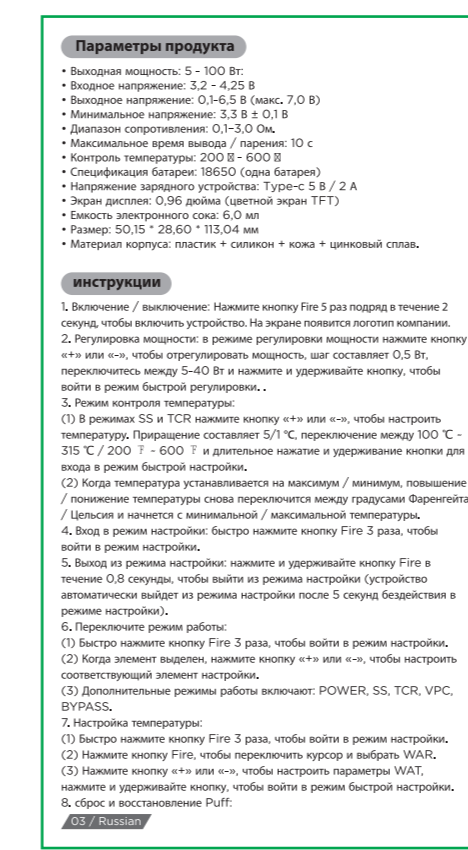 Параметры продукта
• Выходная мощность: 5 - 100 Вт:
• Входное напряжение: 3,2 - 4,25 В
• Выходное напряжение: 0,1-6,5 В (макс. 7,0 В)
• Минимальное напряжение: 3,3 В ± 0,1 В
• Диапазон сопротивления: 0,1-3,0 Ом.
• Максимальное время вывода / парения: 10 с
• Контроль температуры: 200 - 600
• Спецификация батареи: 18650 (одна батарея)
• Напряжение зарядного устройства: Type-c 5 В / 2 А
• Экран дисплея: 0,96 дюйма (цветной экран TFT)
• Емкость электронного сока: 6,0 мл
• Размер: 50,15 * 28,60 * 113,04 мм
• Материал корпуса: пластик + силикон + кожа + цинковый сплав.
инструкции
1. Включение / выключение: Нажмите кнопку Fire 5 раз подряд в течение 2
секунд, чтобы включить устройство. На экране появится логотип компании.
2. Регулировка мощности: в режиме регулировки мощности нажмите кнопку
«+» или «-», чтобы отрегулировать мощность, шаг составляет 0,5 Вт,
переключитесь между 5-40 Вт и нажмите и удерживайте кнопку, чтобы
войти в режим быстрой регулировки. .
3. Режим контроля температуры:
(1) В режимах SS и TCR нажмите кнопку «+» или «-», чтобы настроить
температуру. Приращение составляет 5/1 ℃, переключение между 100 ℃ -
315 ℃ / 200 ℉ - 600 ℉ и длительное нажатие и удерживание кнопки для
входа в режим быстрой настройки.
(2) Когда температура устанавливается на максимум / минимум, повышение
/ понижение температуры снова переключится между градусами Фаренгейта
/ Цельсия и начнется с минимальной / максимальной температуры.
4. Вход в режим настройки: быстро нажмите кнопку Fire 3 раза, чтобы
войти в режим настройки.
5. Выход из режима настройки: нажмите и удерживайте кнопку Fire в
течение 0,8 секунды, чтобы выйти из режима настройки (устройство
автоматически выйдет из режима настройки после 5 секунд бездействия в
режиме настройки).
6. Переключите режим работы:
(1) Быстро нажмите кнопку Fire 3 раза, чтобы войти в режим настройки.
(2) Когда элемент выделен, нажмите кнопку «+» или «-», чтобы настроить
соответствующий элемент настройки.
(3) Дополнительные режимы работы включают: POWER, SS, TCR, VPC,
BYPASS.
7. Настройка температуры:
(1) Быстро нажмите кнопку Fire 3 раза, чтобы войти в режим настройки.
(2) Нажмите кнопку Fire, чтобы переключить курсор и выбрать WAR.
(3) Нажмите кнопку «+» или «-», чтобы настроить параметры WAT,
нажмите и удерживайте кнопку, чтобы войти в режим быстрой настройки.
8. сброс и восстановление Puff:
03 / Russian